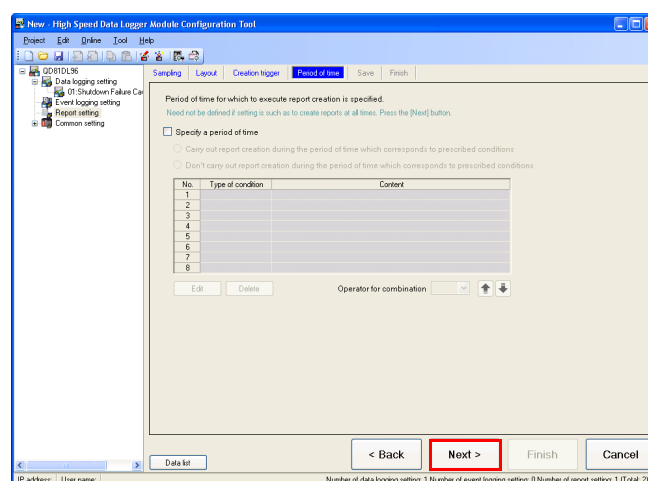 New - High Speed Data Logger Module Configuration Tool
Project Edit Online Tool Help
QD81DL96
Data logging setting
01:Shutdown Failure Ca
Event logging setting
Report setting
Common setting
Sampling Layout Creation trigger Period of time Save Finish
Period of time for which to execute report creation is specified.
Need not be defined if setting is such as to create reports at all times. Press the [Next] button.
Specify a period of time
Carry out report creation during the period of time which corresponds to prescribed conditions
Don't carry out report creation during the period of time which corresponds to prescribed conditions
No. Type of condition Content
1
2
3
4
5
6
7
8
Edit Delete Operator for combination
Data list < Back Next > Finish Cancel
IP address: User name: Number of data logging setting: 1 Number of event logging setting: 0 Number of report setting: 1 (Total: 2)